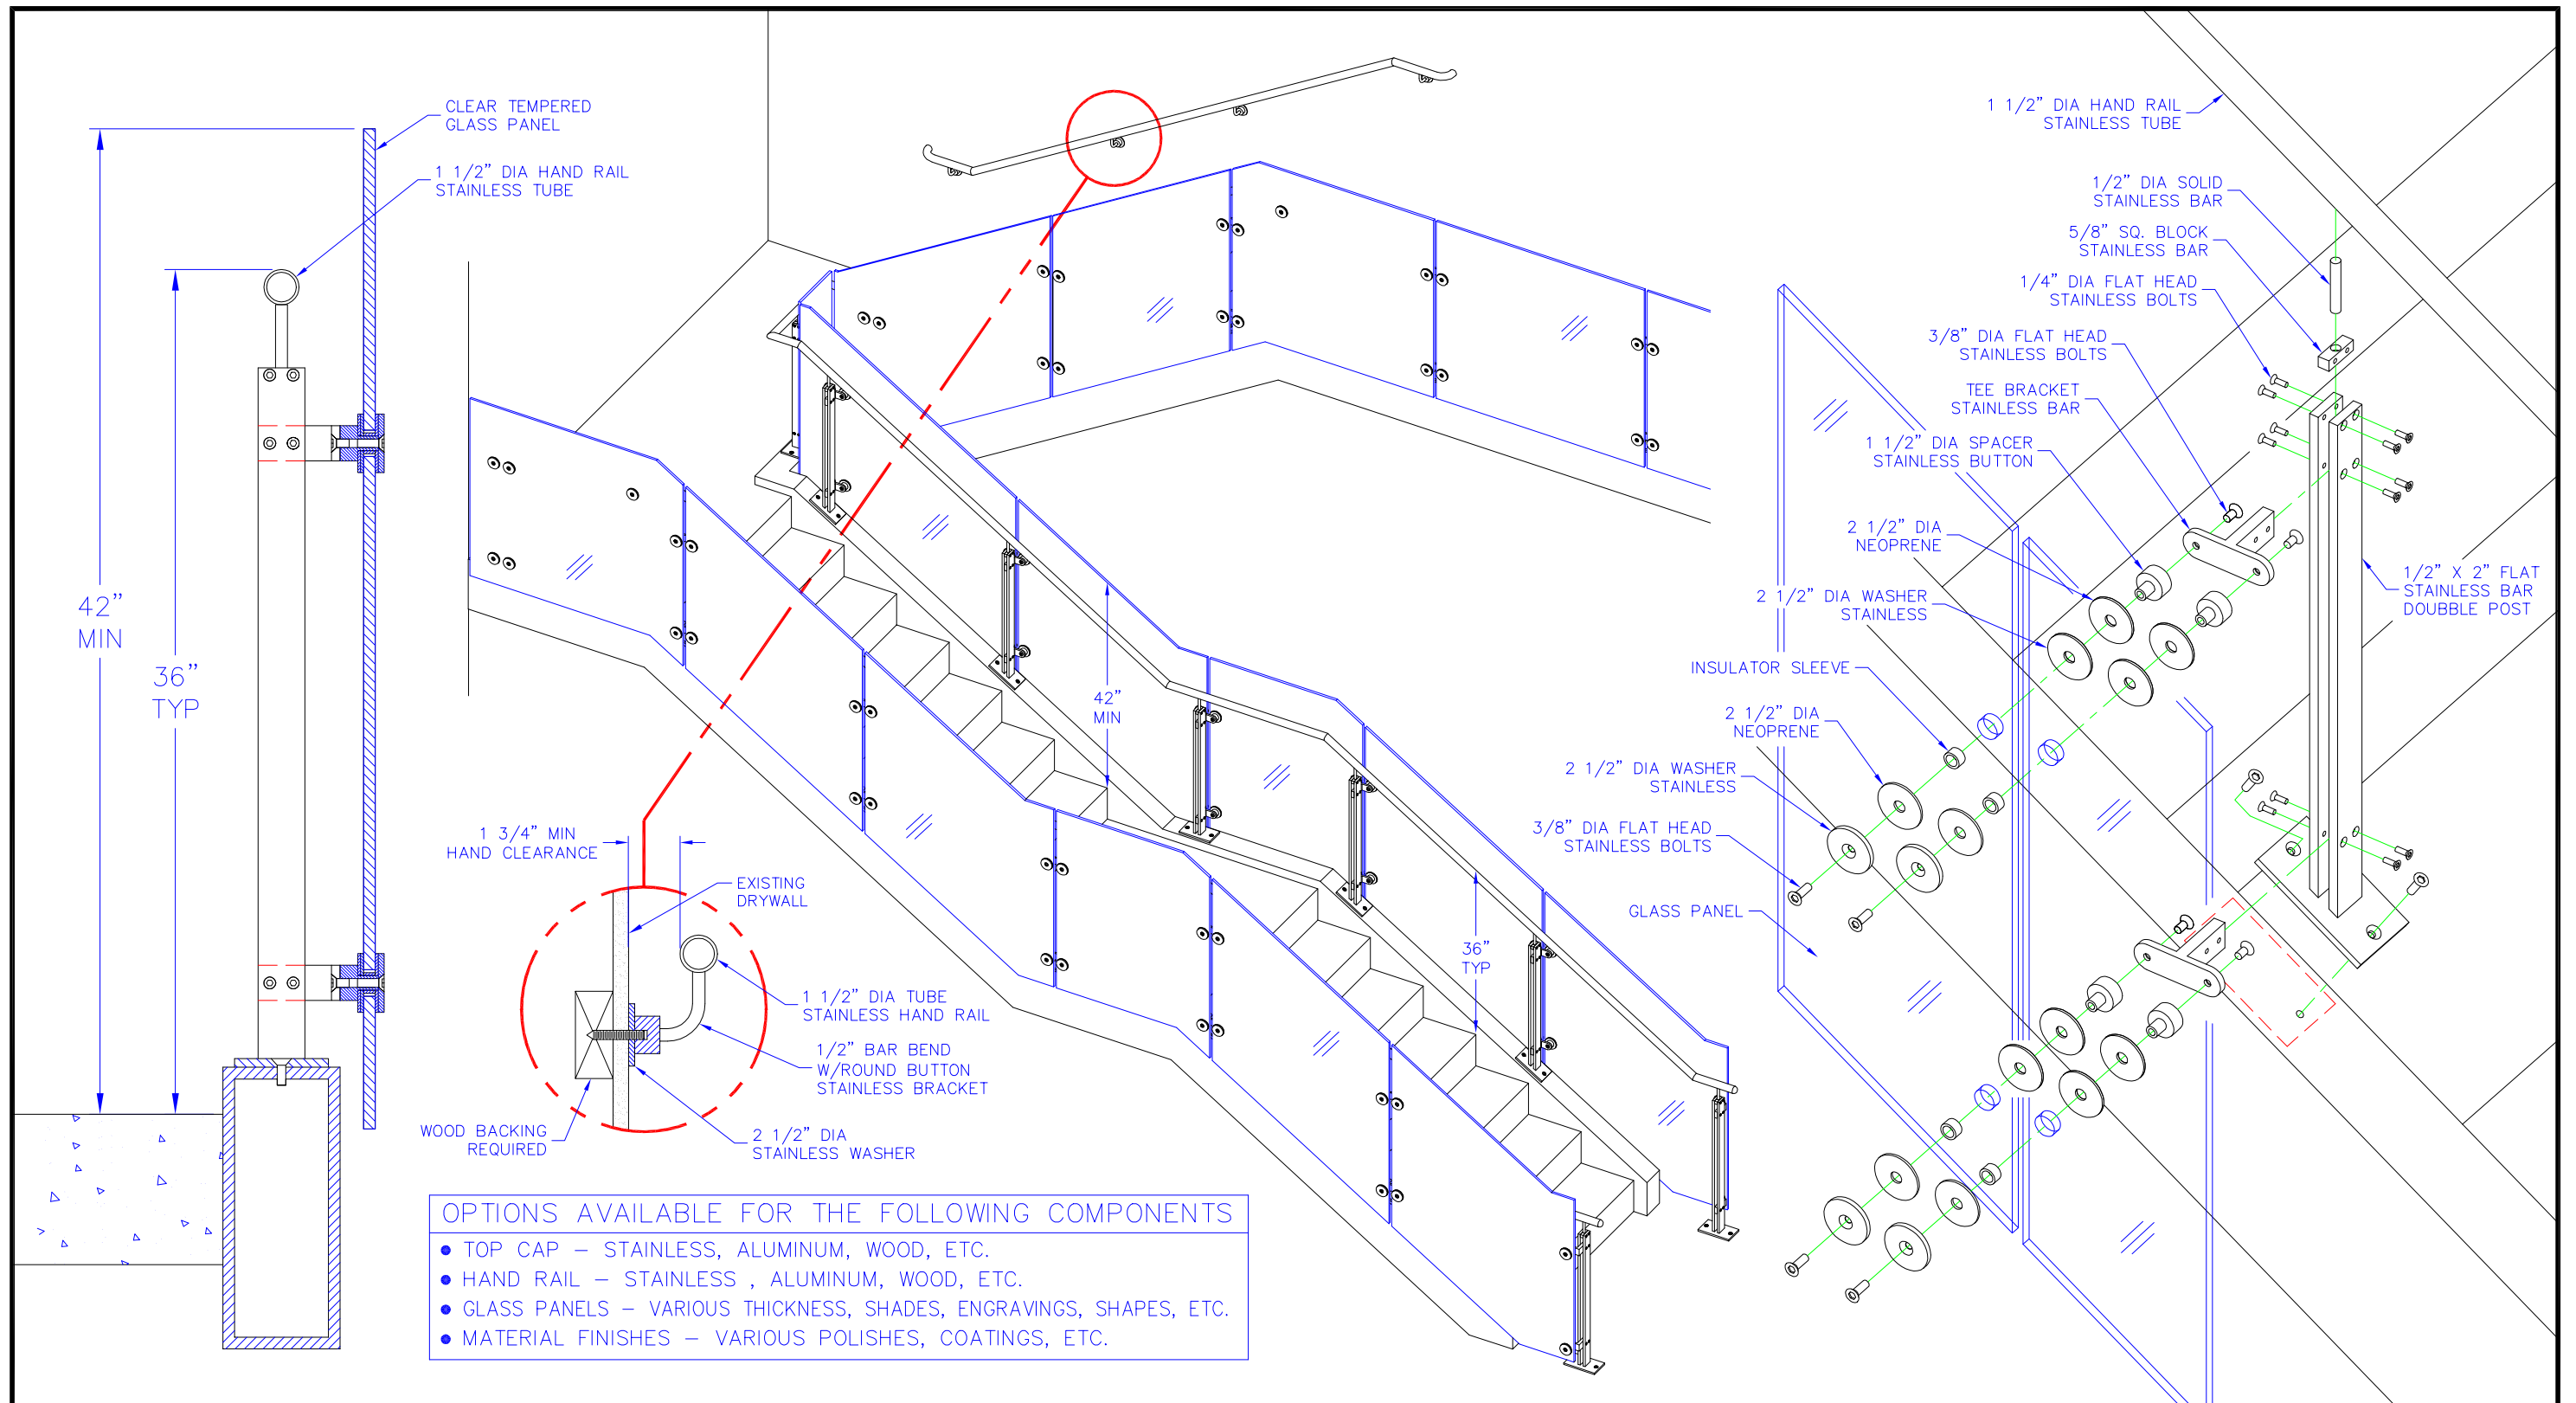 CLEAR TEMPERED
GLASS PANEL
1 1/2” DIA HAND RAIL
STAINLESS TUBE
42”
MIN
36”
TYP
1 3/4” MIN
HAND CLEARANCE
EXISTING
DRYWALL
1 1/2” DIA TUBE
STAINLESS HAND RAIL
1/2” BAR BEND
W/ROUND BUTTON
STAINLESS BRACKET
WOOD BACKING
REQUIRED
2 1/2” DIA
STAINLESS WASHER
OPTIONS AVAILABLE FOR THE FOLLOWING COMPONENTS
● TOP CAP – STAINLESS, ALUMINUM, WOOD, ETC.
● HAND RAIL – STAINLESS , ALUMINUM, WOOD, ETC.
● GLASS PANELS – VARIOUS THICKNESS, SHADES, ENGRAVINGS, SHAPES, ETC.
● MATERIAL FINISHES – VARIOUS POLISHES, COATINGS, ETC.
42”
MIN
36”
TYP
1 1/2” DIA HAND RAIL
STAINLESS TUBE
1/2” DIA SOLID
STAINLESS BAR
5/8” SQ. BLOCK
STAINLESS BAR
1/4” DIA FLAT HEAD
STAINLESS BOLTS
3/8” DIA FLAT HEAD
STAINLESS BOLTS
TEE BRACKET
STAINLESS BAR
1 1/2” DIA SPACER
STAINLESS BUTTON
2 1/2” DIA
NEOPRENE
2 1/2” DIA WASHER
STAINLESS
INSULATOR SLEEVE
2 1/2” DIA
NEOPRENE
2 1/2” DIA WASHER
STAINLESS
3/8” DIA FLAT HEAD
STAINLESS BOLTS
GLASS PANEL
1/2” X 2” FLAT
STAINLESS BAR
DOUBBLE POST